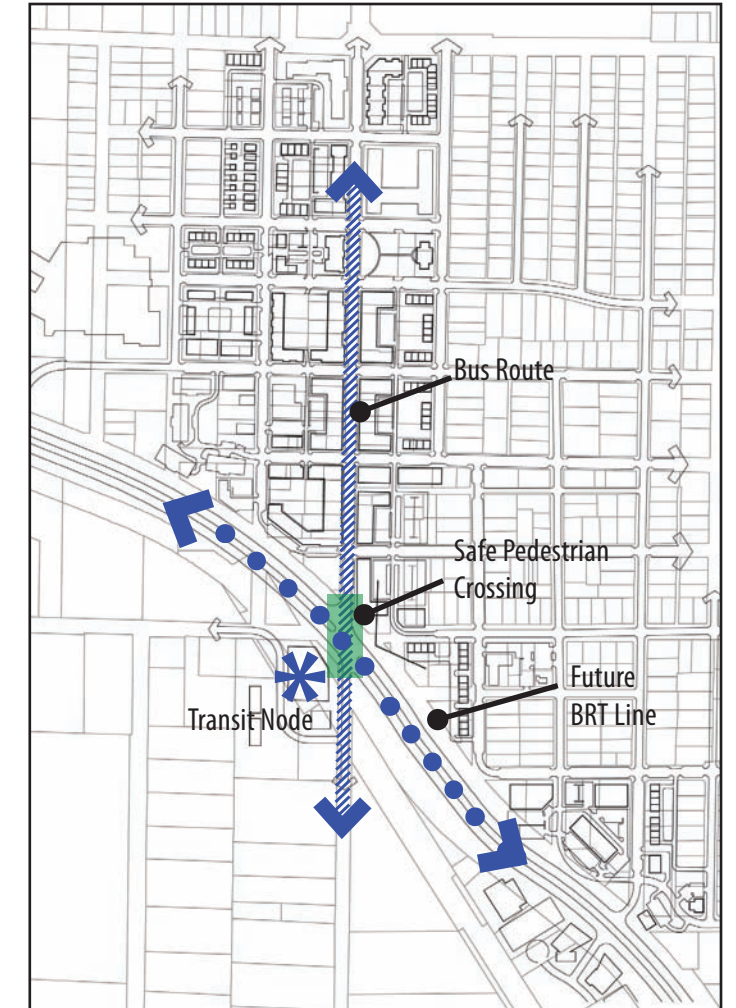 Bus Route
Safe Pedestrian
Crossing
Future
BRT Line
Transit Node